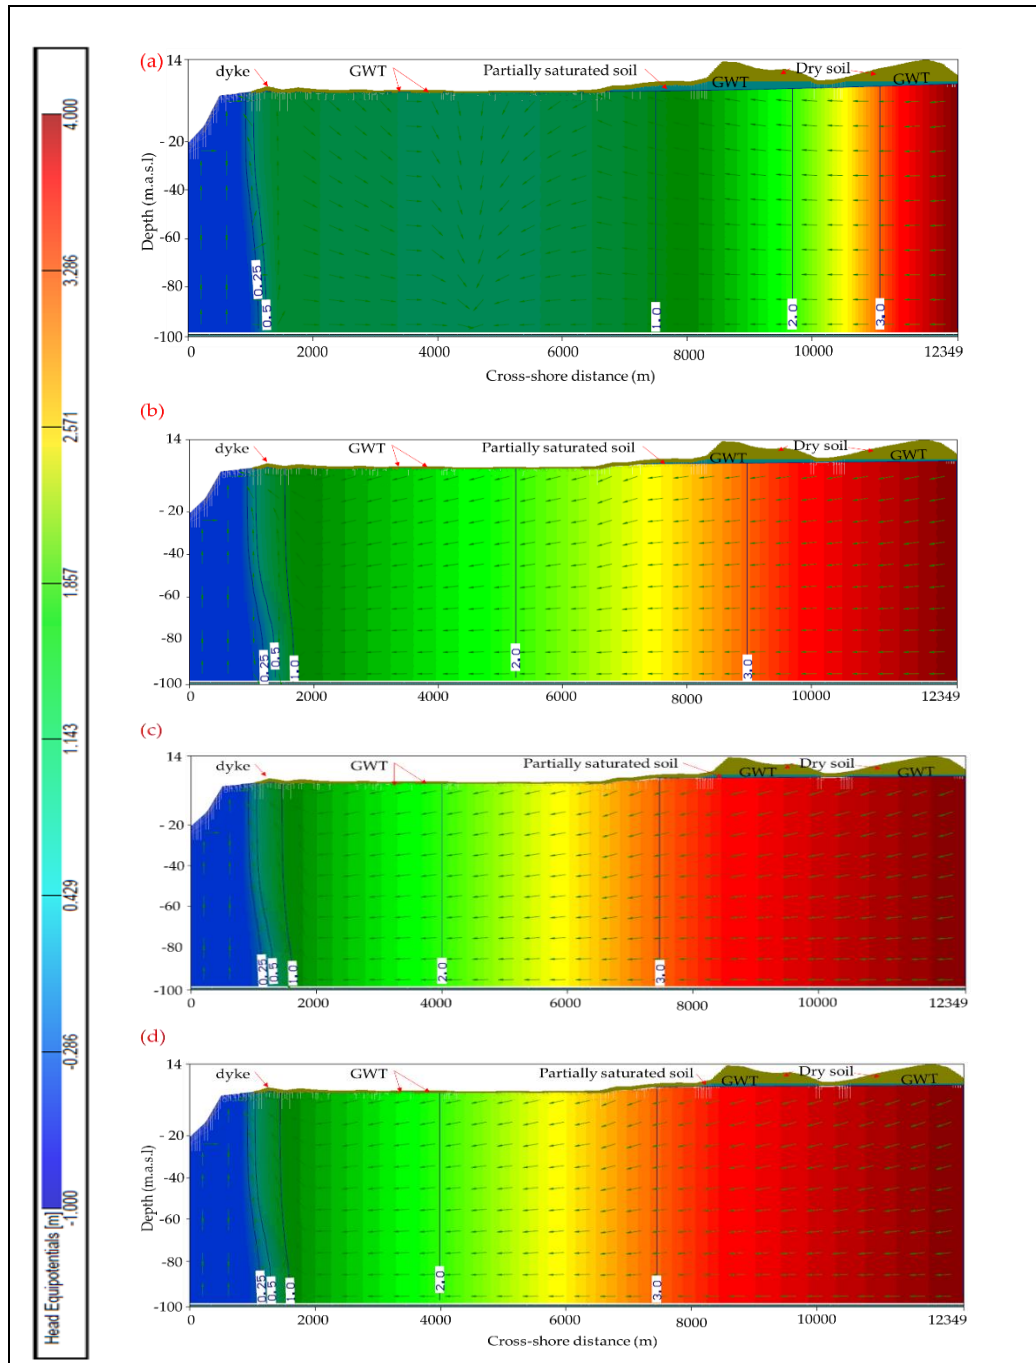 Head Equipotentials [m]
-1.000
-0.286
0.429
1.143
1.857
2.571
3.286
4.000
(a)
dyke
GWT
Partially saturated soil
GWT
Dry soil
GWT
14
- 20
-40
-60
-80
-100
Depth (m.a.s.l)
0.25
0.5
1.0
2.0
3.0
0
2000
4000
6000
8000
10000
12349
Cross-shore distance (m)
(b)
dyke
GWT
Partially saturated soil
GWT
Dry soil
GWT
14
- 20
-40
- 60
- 80
-100
0.25
0.5
1.0
2.0
3.0
0
2000
4000
6000
8000
10000
12349
(c)
dyke
GWT
Partially saturated soil
GWT
Dry soil
GWT
14
- 20
-40
-60
-80
-100
0.25
0.5
1.0
2.0
3.0
0
2000
4000
6000
8000
10000
12349
(d)
dyke
GWT
Partially saturated soil
GWT
Dry soil
GWT
14
- 20
-40
-60
-80
-100
Depth (m.a.s.l)
0.25
0.5
1.0
2.0
3.0
0
2000
4000
6000
8000
10000
12349
Cross-shore distance (m)